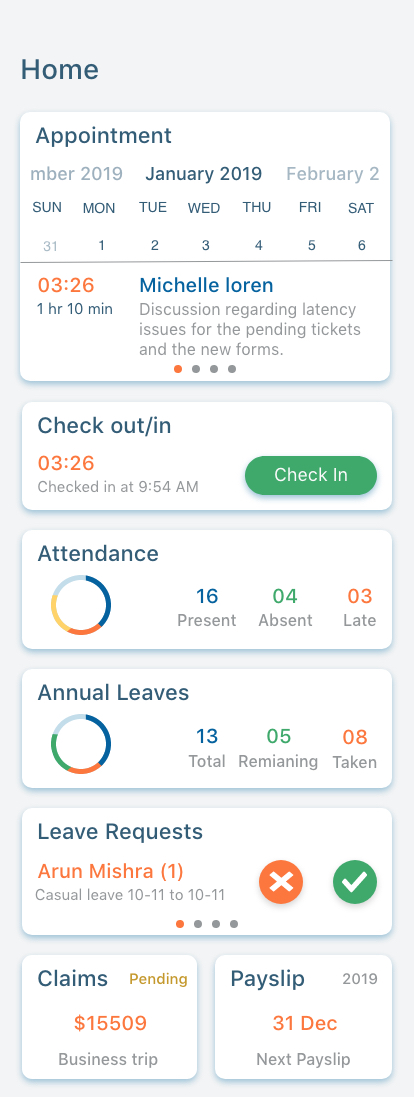 Home
Appointment
mber 2019 January 2019 February 2
SUN MON TUE WED THU FRI SAT
31 1 2 3 4 5 6
03:26 Michelle loren
1 hr 10 min Discussion regarding latency
issues for the pending tickets
and the new forms.
Check out/in
03:26
Checked in at 9:54 AM Check In
Attendance
16 04 03
Present Absent Late
Annual Leaves
13 05 08
Total Remianing Taken
Leave Requests
Arun Mishra (1)
Casual leave 10-11 to 10-11
Claims Pending
$15509
Business trip
Payslip 2019
31 Dec
Next Payslip